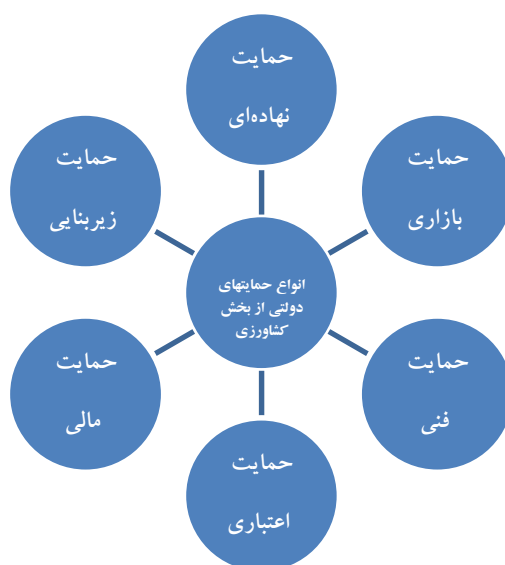 حمایت
نهاده‌ای
حمایت
بازاری
حمایت
فنی
حمایت
اعتباری
حمایت
مالی
حمایت
زیربنایی
انواع حمایتهای
دولتی از بخش
کشاورزی